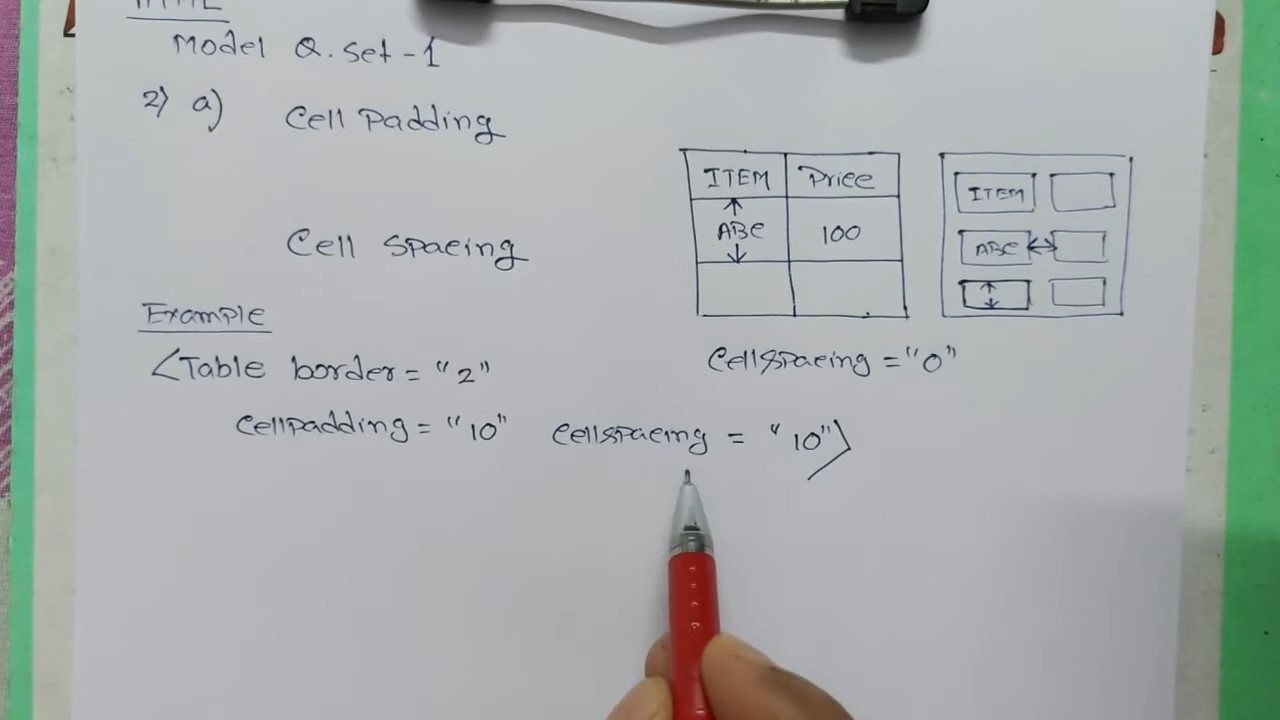 HTML
Model Q. Set - 1
2) a) Cell Padding
Cell Spacing
ITEM Price
ABC 100
ITEM
ABC
Cellspacing = "0"
Example
<Table border = "2"
Cellpadding = "10" Cellspacing = "10">